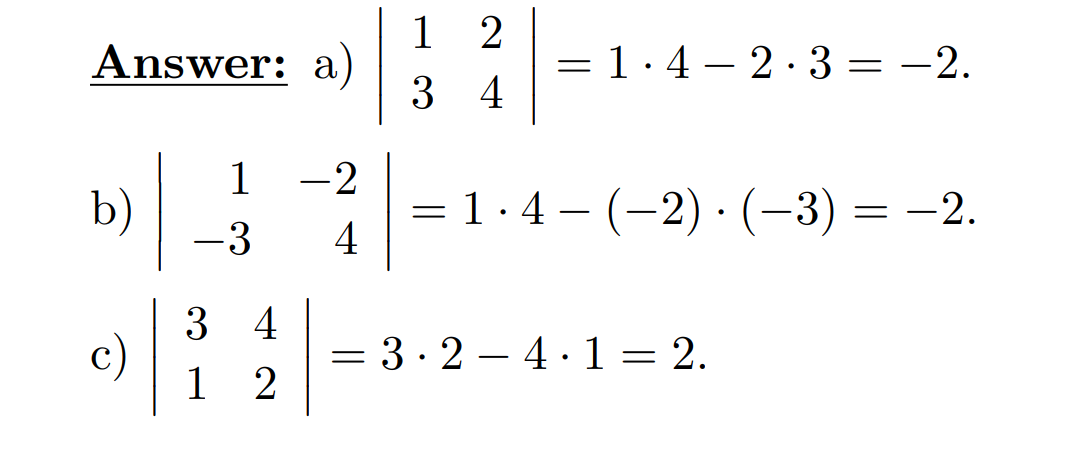 Answer: a) | 1 2 ; 3 4 | = 1 · 4 − 2 · 3 = −2.
b) | 1 −2 ; −3 4 | = 1 · 4 − (−2) · (−3) = −2.
c) | 3 4 ; 1 2 | = 3 · 2 − 4 · 1 = 2.